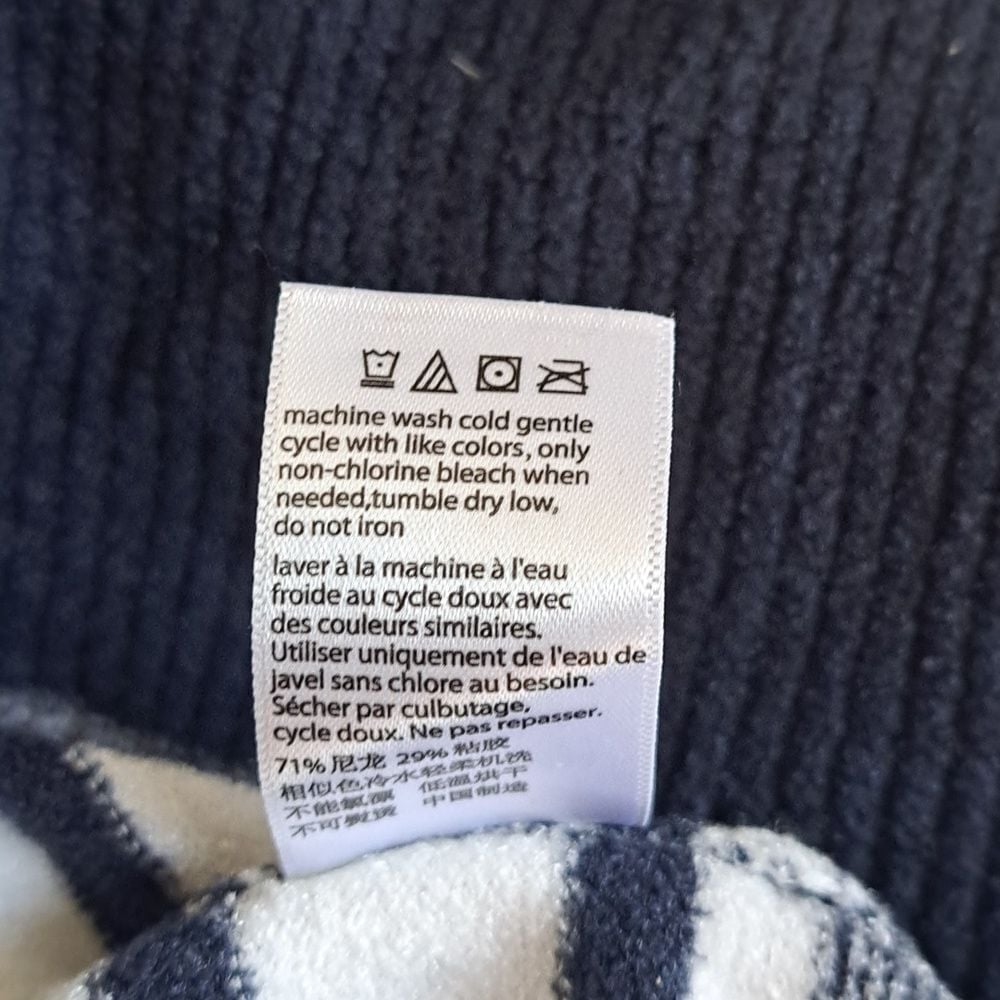 machine wash cold gentle
cycle with like colors, only
non-chlorine bleach when
needed,tumble dry low,
do not iron
laver à la machine à l'eau
froide au cycle doux avec
des couleurs similaires.
Utiliser uniquement de l'eau de
javel sans chlore au besoin.
Sécher par culbutage,
cycle doux. Ne pas repasser.
71% 尼龙 29% 粘胶
相似色冷水轻柔机洗
不能氯漂 低温烘干
不可熨烫 中国制造